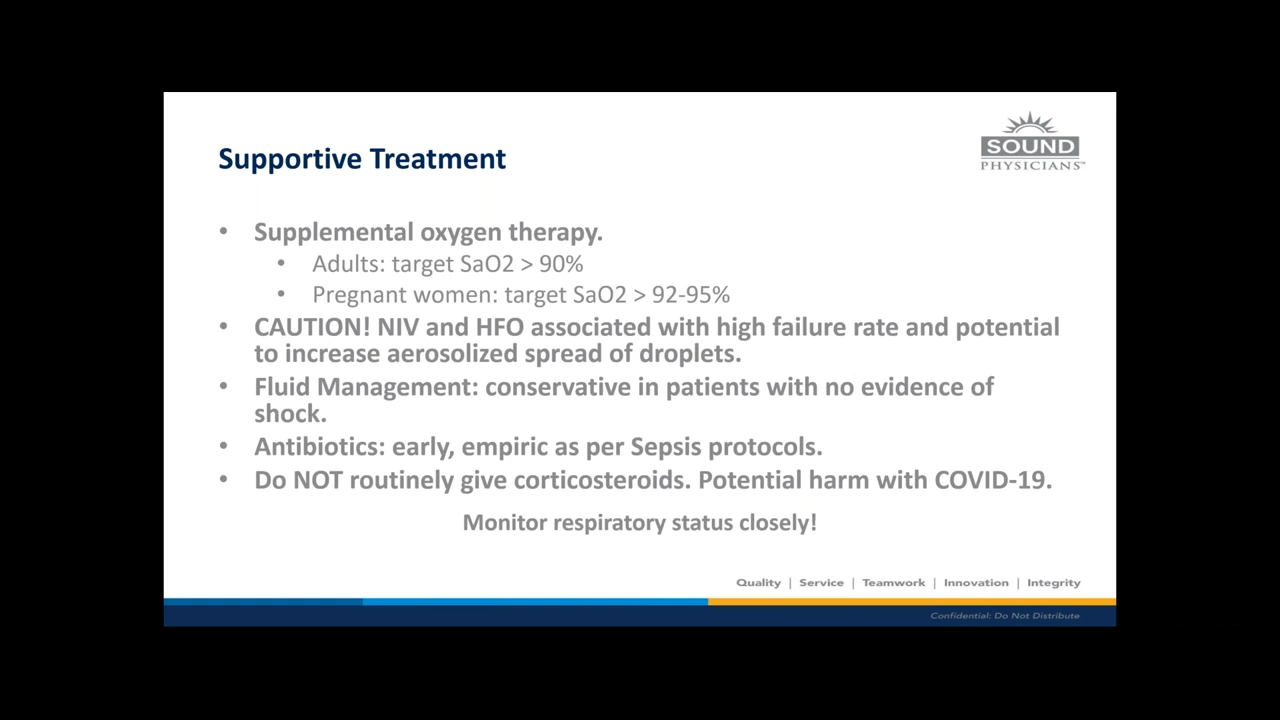 SOUND
PHYSICIANS™
Supportive Treatment
• Supplemental oxygen therapy.
• Adults: target SaO2 > 90%
• Pregnant women: target SaO2 > 92-95%
• CAUTION! NIV and HFO associated with high failure rate and potential
to increase aerosolized spread of droplets.
• Fluid Management: conservative in patients with no evidence of
shock.
• Antibiotics: early, empiric as per Sepsis protocols.
• Do NOT routinely give corticosteroids. Potential harm with COVID-19.
Monitor respiratory status closely!
Quality | Service | Teamwork | Innovation | Integrity
Confidential: Do Not Distribute